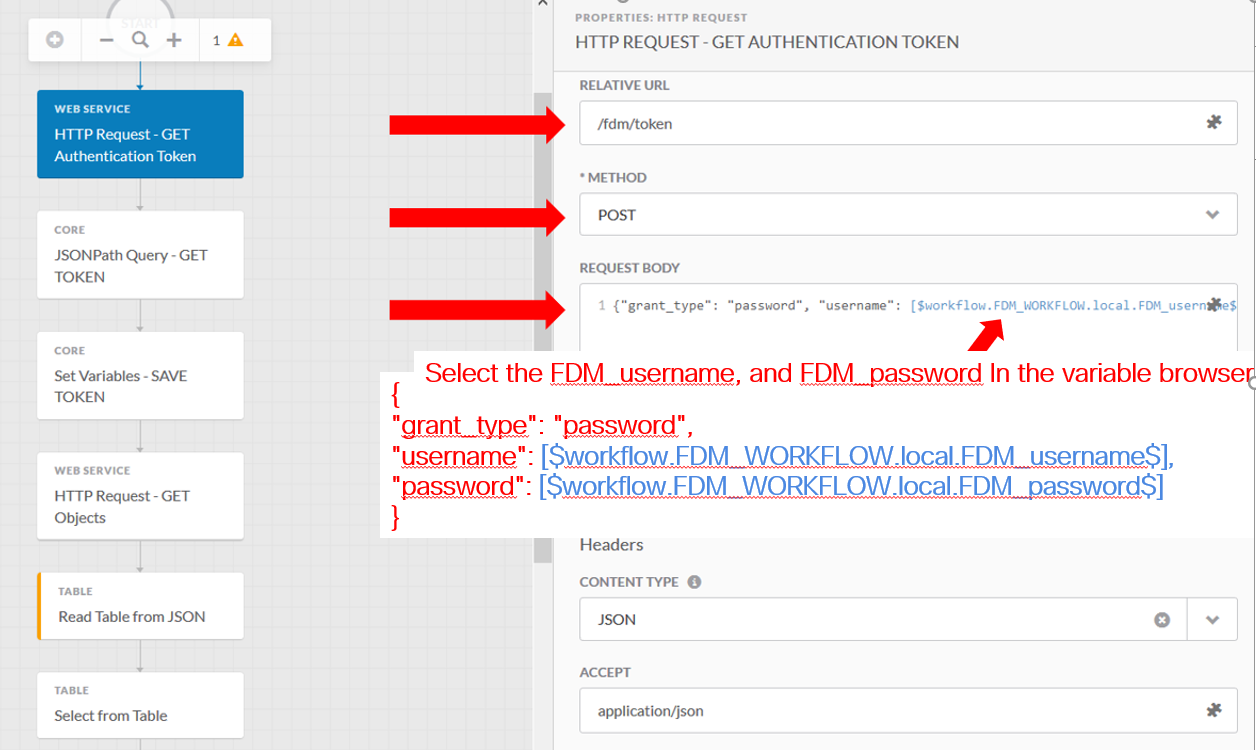 START
1
WEB SERVICE
HTTP Request - GET
Authentication Token
CORE
JSONPath Query - GET
TOKEN
CORE
Set Variables - SAVE
TOKEN
WEB SERVICE
HTTP Request - GET
Objects
TABLE
Read Table from JSON
TABLE
Select from Table
PROPERTIES: HTTP REQUEST
HTTP REQUEST - GET AUTHENTICATION TOKEN
RELATIVE URL
/fdm/token
* METHOD
POST
REQUEST BODY
1 {"grant_type": "password", "username": [$workflow.FDM_WORKFLOW.local.FDM_username$
Select the FDM_username, and FDM_password In the variable browser
{
"grant_type": "password",
"username": [$workflow.FDM_WORKFLOW.local.FDM_username$],
"password": [$workflow.FDM_WORKFLOW.local.FDM_password$]
}
Headers
CONTENT TYPE
JSON
ACCEPT
application/json